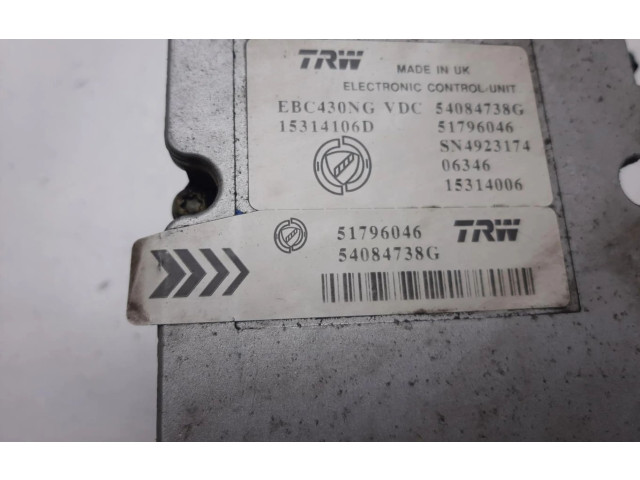 TRW MADE IN UK
ELECTRONIC CONTROL-UNIT
EBC430NG VDC 54084738G
15314106D 51796046
SN4923174
06346
15314006
51796046 TRW
54084738G